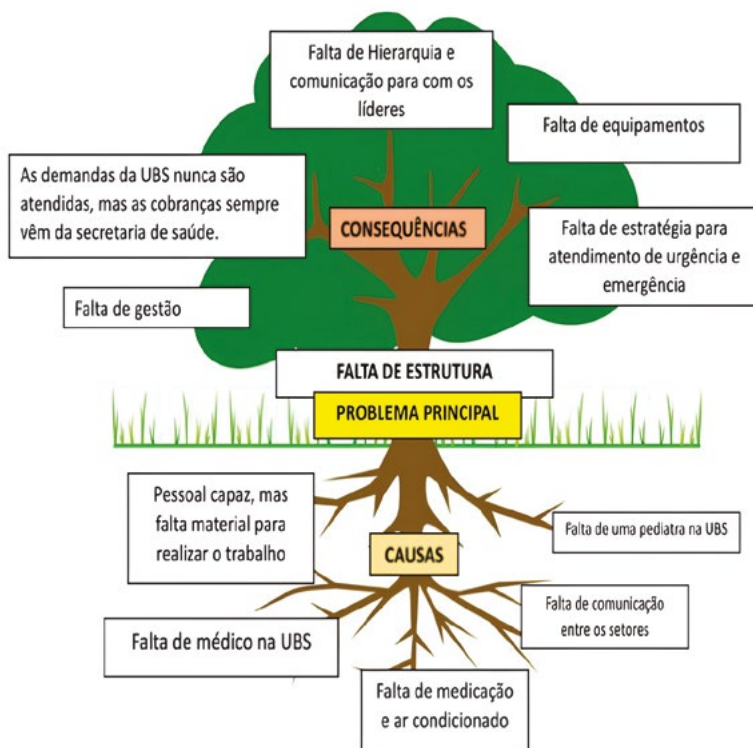 Falta de Hierarquia e
comunicação para com os
líderes
Falta de equipamentos
As demandas da UBS nunca são
atendidas, mas as cobranças sempre
vêm da secretaria de saúde.
CONSEQUÊNCIAS
Falta de estratégia para
atendimento de urgência e
emergência
Falta de gestão
FALTA DE ESTRUTURA
PROBLEMA PRINCIPAL
Pessoal capaz, mas
falta material para
realizar o trabalho
Falta de uma pediatra na UBS
CAUSAS
Falta de comunicação
entre os setores
Falta de médico na UBS
Falta de medicação
e ar condicionado